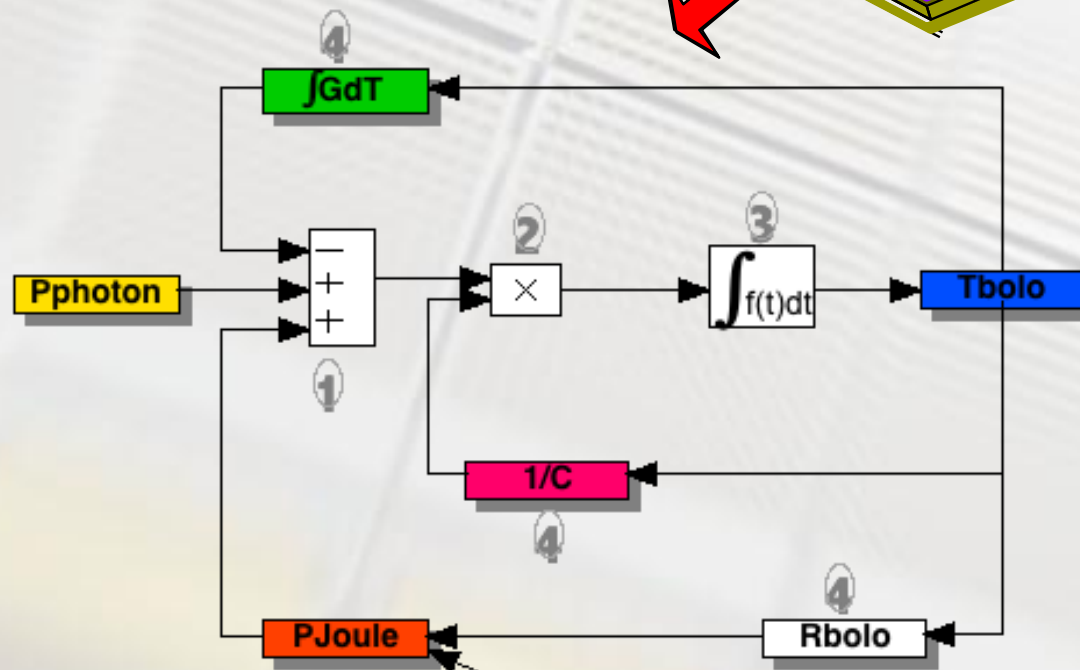 4
∫GdT
2
3
−
Pphoton
+
×
∫f(t)dt
Tbolo
+
1
1/C
4
4
PJoule
Rbolo